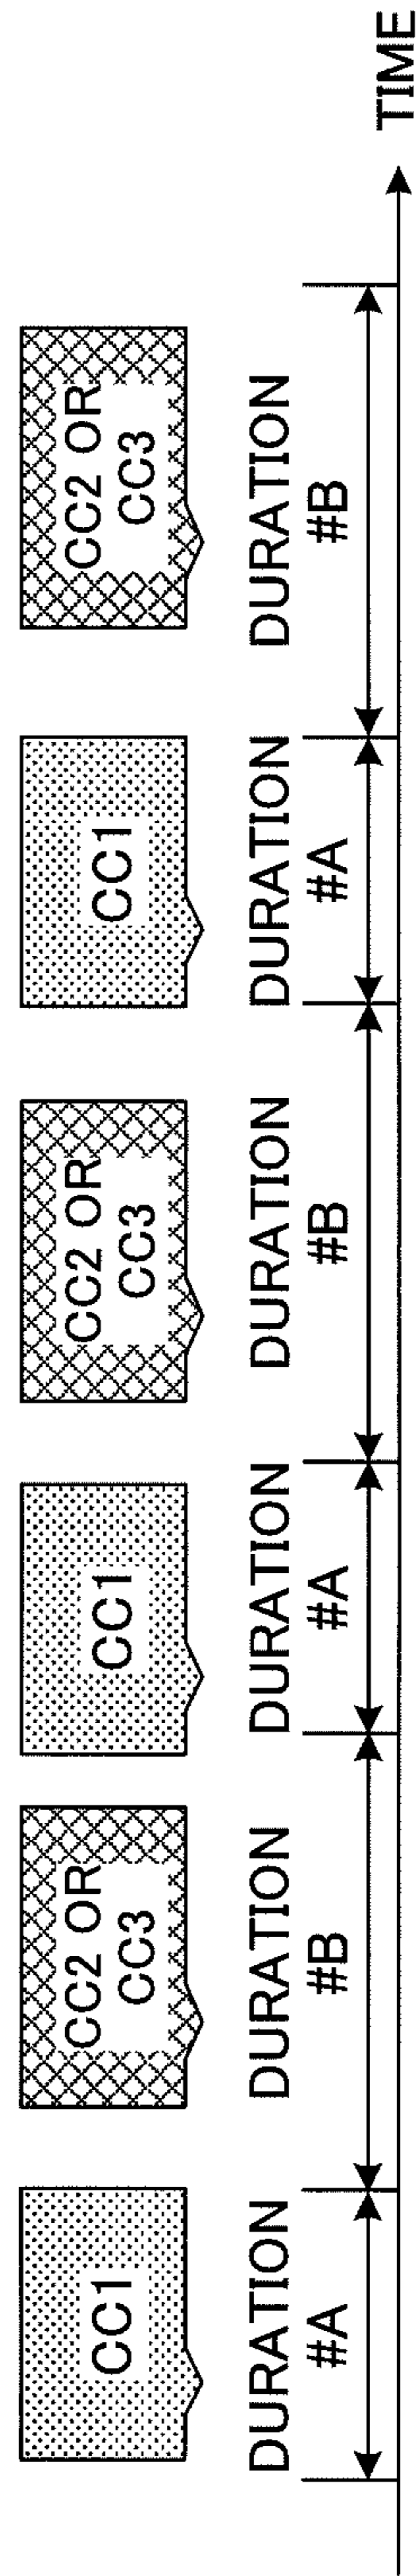 CC1
CC2 OR
CC3
CC1
CC2 OR
CC3
CC1
CC2 OR
CC3
DURATION
#A
DURATION
#B
DURATION
#A
DURATION
#B
DURATION
#A
DURATION
#B
TIME